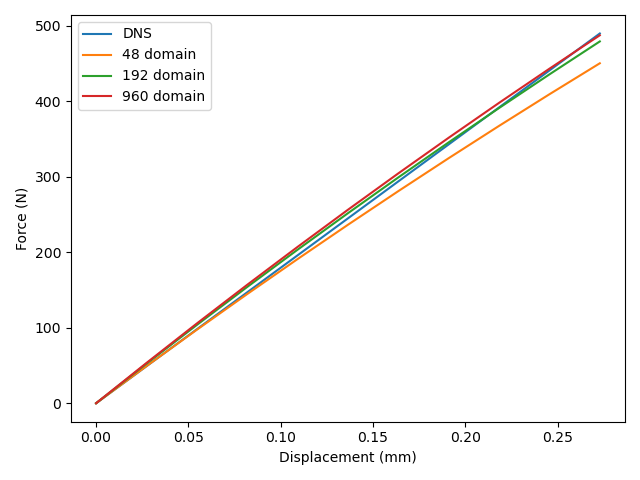 DNS
48 domain
192 domain
960 domain
500
400
300
200
100
0
Force (N)
0.00
0.05
0.10
0.15
0.20
0.25
Displacement (mm)